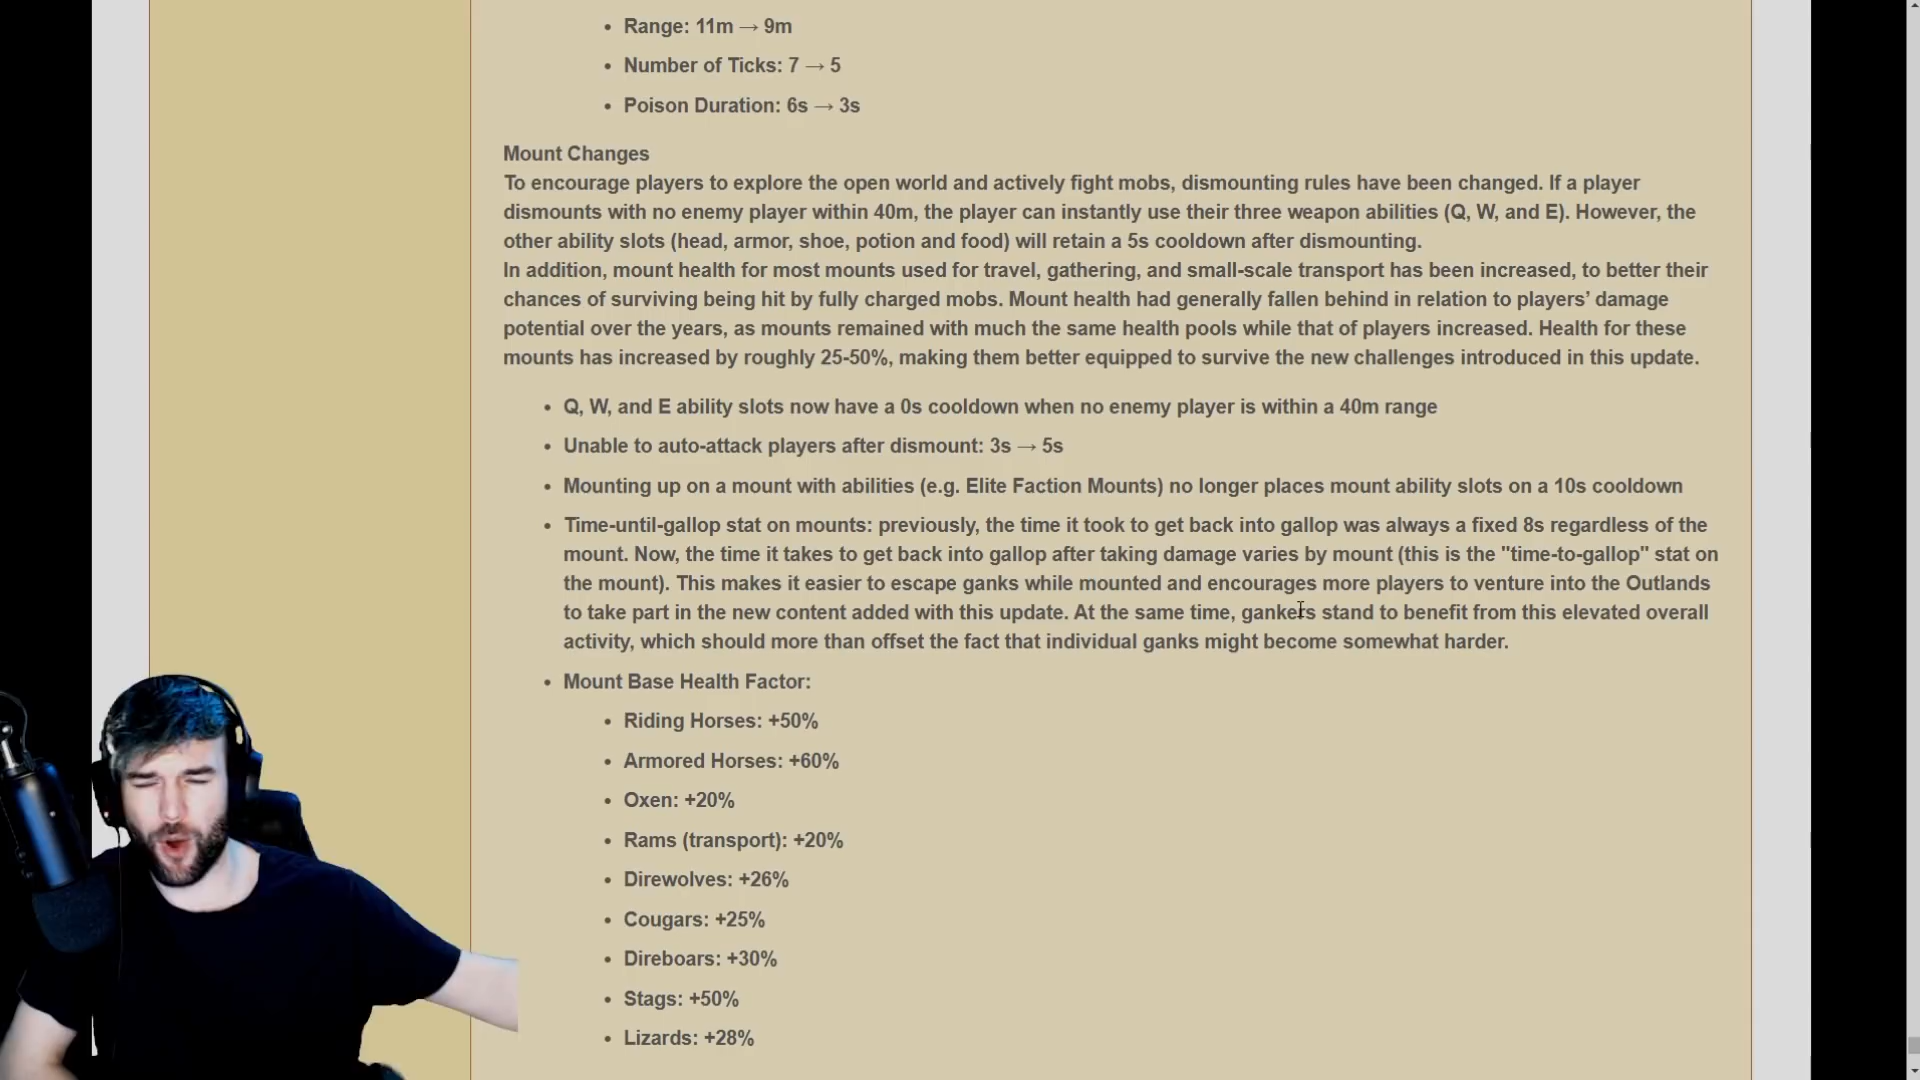 • Range: 11m → 9m
• Number of Ticks: 7 → 5
• Poison Duration: 6s → 3s
Mount Changes
To encourage players to explore the open world and actively fight mobs, dismounting rules have been changed. If a player
dismounts with no enemy player within 40m, the player can instantly use their three weapon abilities (Q, W, and E). However, the
other ability slots (head, armor, shoe, potion and food) will retain a 5s cooldown after dismounting.
In addition, mount health for most mounts used for travel, gathering, and small-scale transport has been increased, to better their
chances of surviving being hit by fully charged mobs. Mount health had generally fallen behind in relation to players’ damage
potential over the years, as mounts remained with much the same health pools while that of players increased. Health for these
mounts has increased by roughly 25-50%, making them better equipped to survive the new challenges introduced in this update.
• Q, W, and E ability slots now have a 0s cooldown when no enemy player is within a 40m range
• Unable to auto-attack players after dismount: 3s → 5s
• Mounting up on a mount with abilities (e.g. Elite Faction Mounts) no longer places mount ability slots on a 10s cooldown
• Time-until-gallop stat on mounts: previously, the time it took to get back into gallop was always a fixed 8s regardless of the
mount. Now, the time it takes to get back into gallop after taking damage varies by mount (this is the "time-to-gallop" stat on
the mount). This makes it easier to escape ganks while mounted and encourages more players to venture into the Outlands
to take part in the new content added with this update. At the same time, gankers stand to benefit from this elevated overall
activity, which should more than offset the fact that individual ganks might become somewhat harder.
• Mount Base Health Factor:
• Riding Horses: +50%
• Armored Horses: +60%
• Oxen: +20%
• Rams (transport): +20%
• Direwolves: +26%
• Cougars: +25%
• Direboars: +30%
• Stags: +50%
• Lizards: +28%